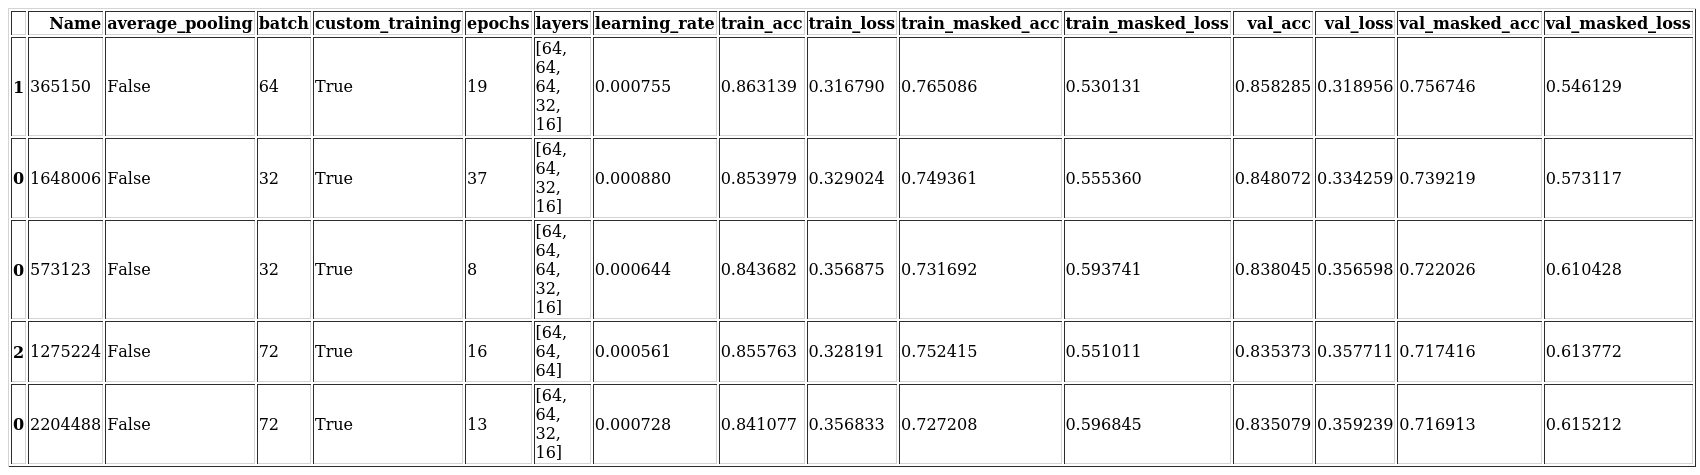 Name average_pooling batch custom_training epochs layers learning_rate train_acc train_loss train_masked_acc train_masked_loss val_acc val_loss val_masked_acc val_masked_loss
1 365150 False 64 True 19 [64, 64, 64, 32, 16] 0.000755 0.863139 0.316790 0.765086 0.530131 0.858285 0.318956 0.756746 0.546129
0 1648006 False 32 True 37 [64, 64, 32, 16] 0.000880 0.853979 0.329024 0.749361 0.555360 0.848072 0.334259 0.739219 0.573117
0 573123 False 32 True 8 [64, 64, 64, 32, 16] 0.000644 0.843682 0.356875 0.731692 0.593741 0.838045 0.356598 0.722026 0.610428
2 1275224 False 72 True 16 [64, 64, 64] 0.000561 0.855763 0.328191 0.752415 0.551011 0.835373 0.357711 0.717416 0.613772
0 2204488 False 72 True 13 [64, 64, 32, 16] 0.000728 0.841077 0.356833 0.727208 0.596845 0.835079 0.359239 0.716913 0.615212